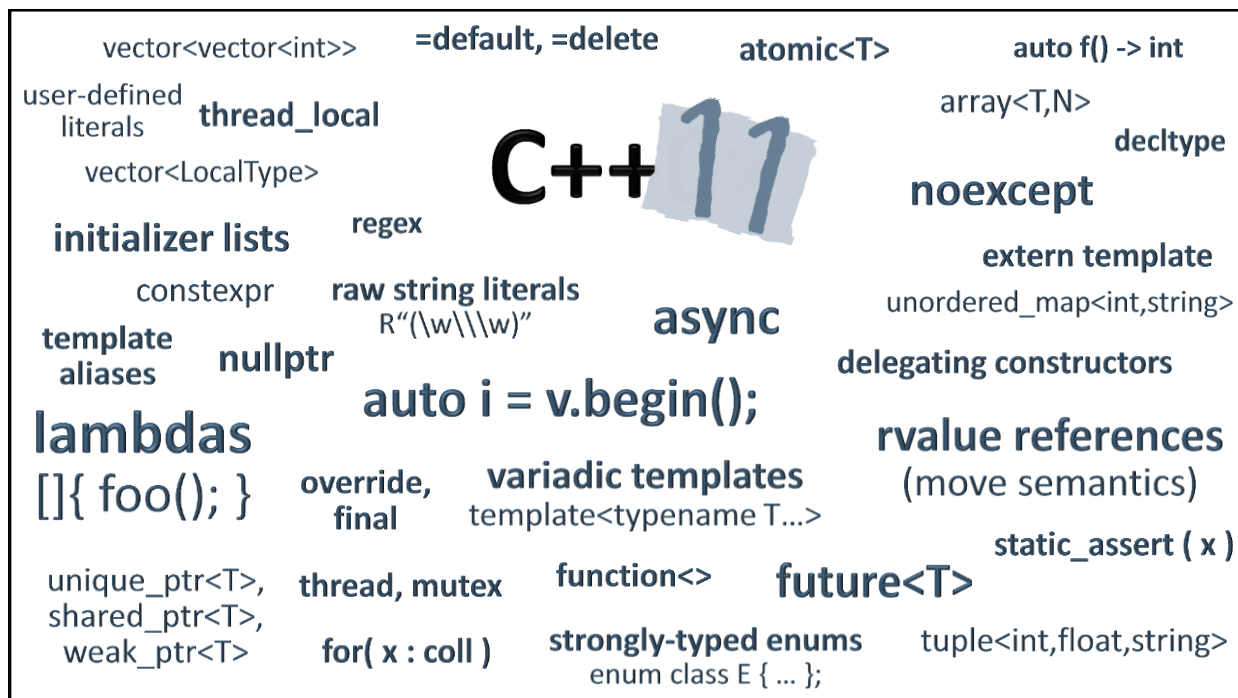 vector<vector<int>>
=default, =delete
atomic<T>
auto f() -> int
user-defined
literals
thread_local
array<T,N>
C++11
decltype
vector<LocalType>
noexcept
initializer lists
regex
extern template
constexpr
raw string literals
R“(\w\\\w)”
async
unordered_map<int,string>
template
aliases
nullptr
delegating constructors
auto i = v.begin();
lambdas
[]{ foo(); }
rvalue references
(move semantics)
override,
final
variadic templates
template<typename T...>
static_assert ( x )
unique_ptr<T>,
shared_ptr<T>,
weak_ptr<T>
thread, mutex
function<>
future<T>
for( x : coll )
strongly-typed enums
enum class E { ... };
tuple<int,float,string>